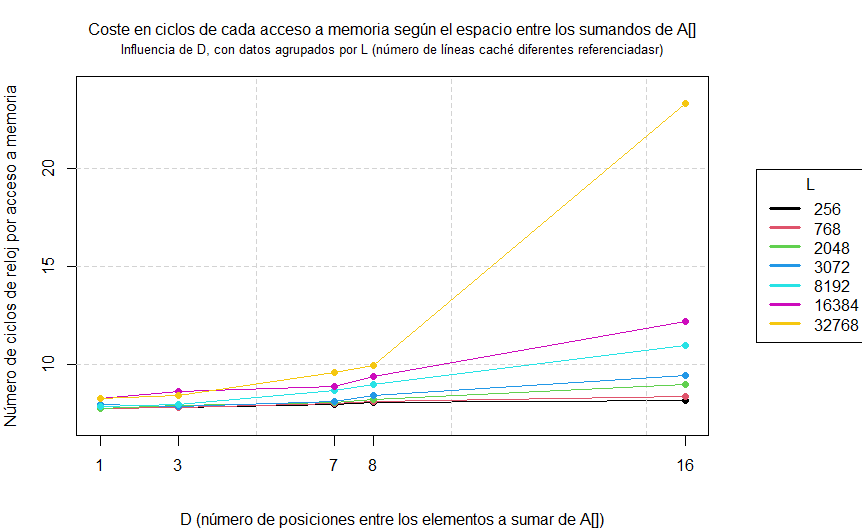 Coste en ciclos de cada acceso a memoria según el espacio entre los sumandos de A[]
Influencia de D, con datos agrupados por L (número de líneas caché diferentes referenciadasr)
Número de ciclos de reloj por acceso a memoria
20
15
10
1 3 7 8 16
D (número de posiciones entre los elementos a sumar de A[])
L
256
768
2048
3072
8192
16384
32768